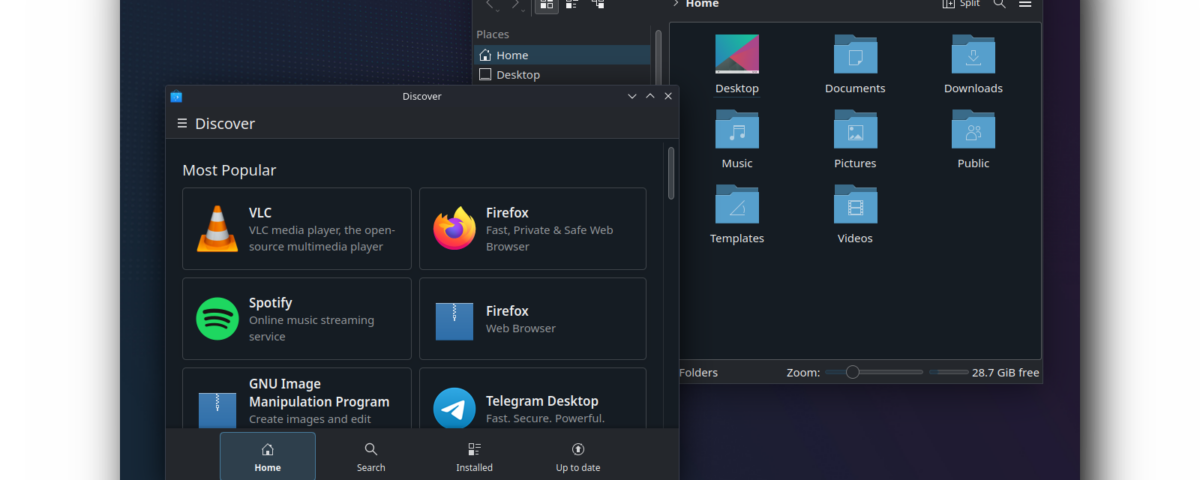 Home
Split
Places
Home
Desktop
Desktop
Documents
Downloads
Music
Pictures
Public
Templates
Videos
Folders
Zoom:
28.7 GiB free
Discover
Discover
Most Popular
VLC
VLC media player, the open-
source multimedia player
Firefox
Fast, Private & Safe Web
Browser
Spotify
Online music streaming
service
Firefox
Web Browser
GNU Image
Manipulation Program
Create images and edit
Telegram Desktop
Fast. Secure. Powerful.
Home
Search
Installed
Up to date